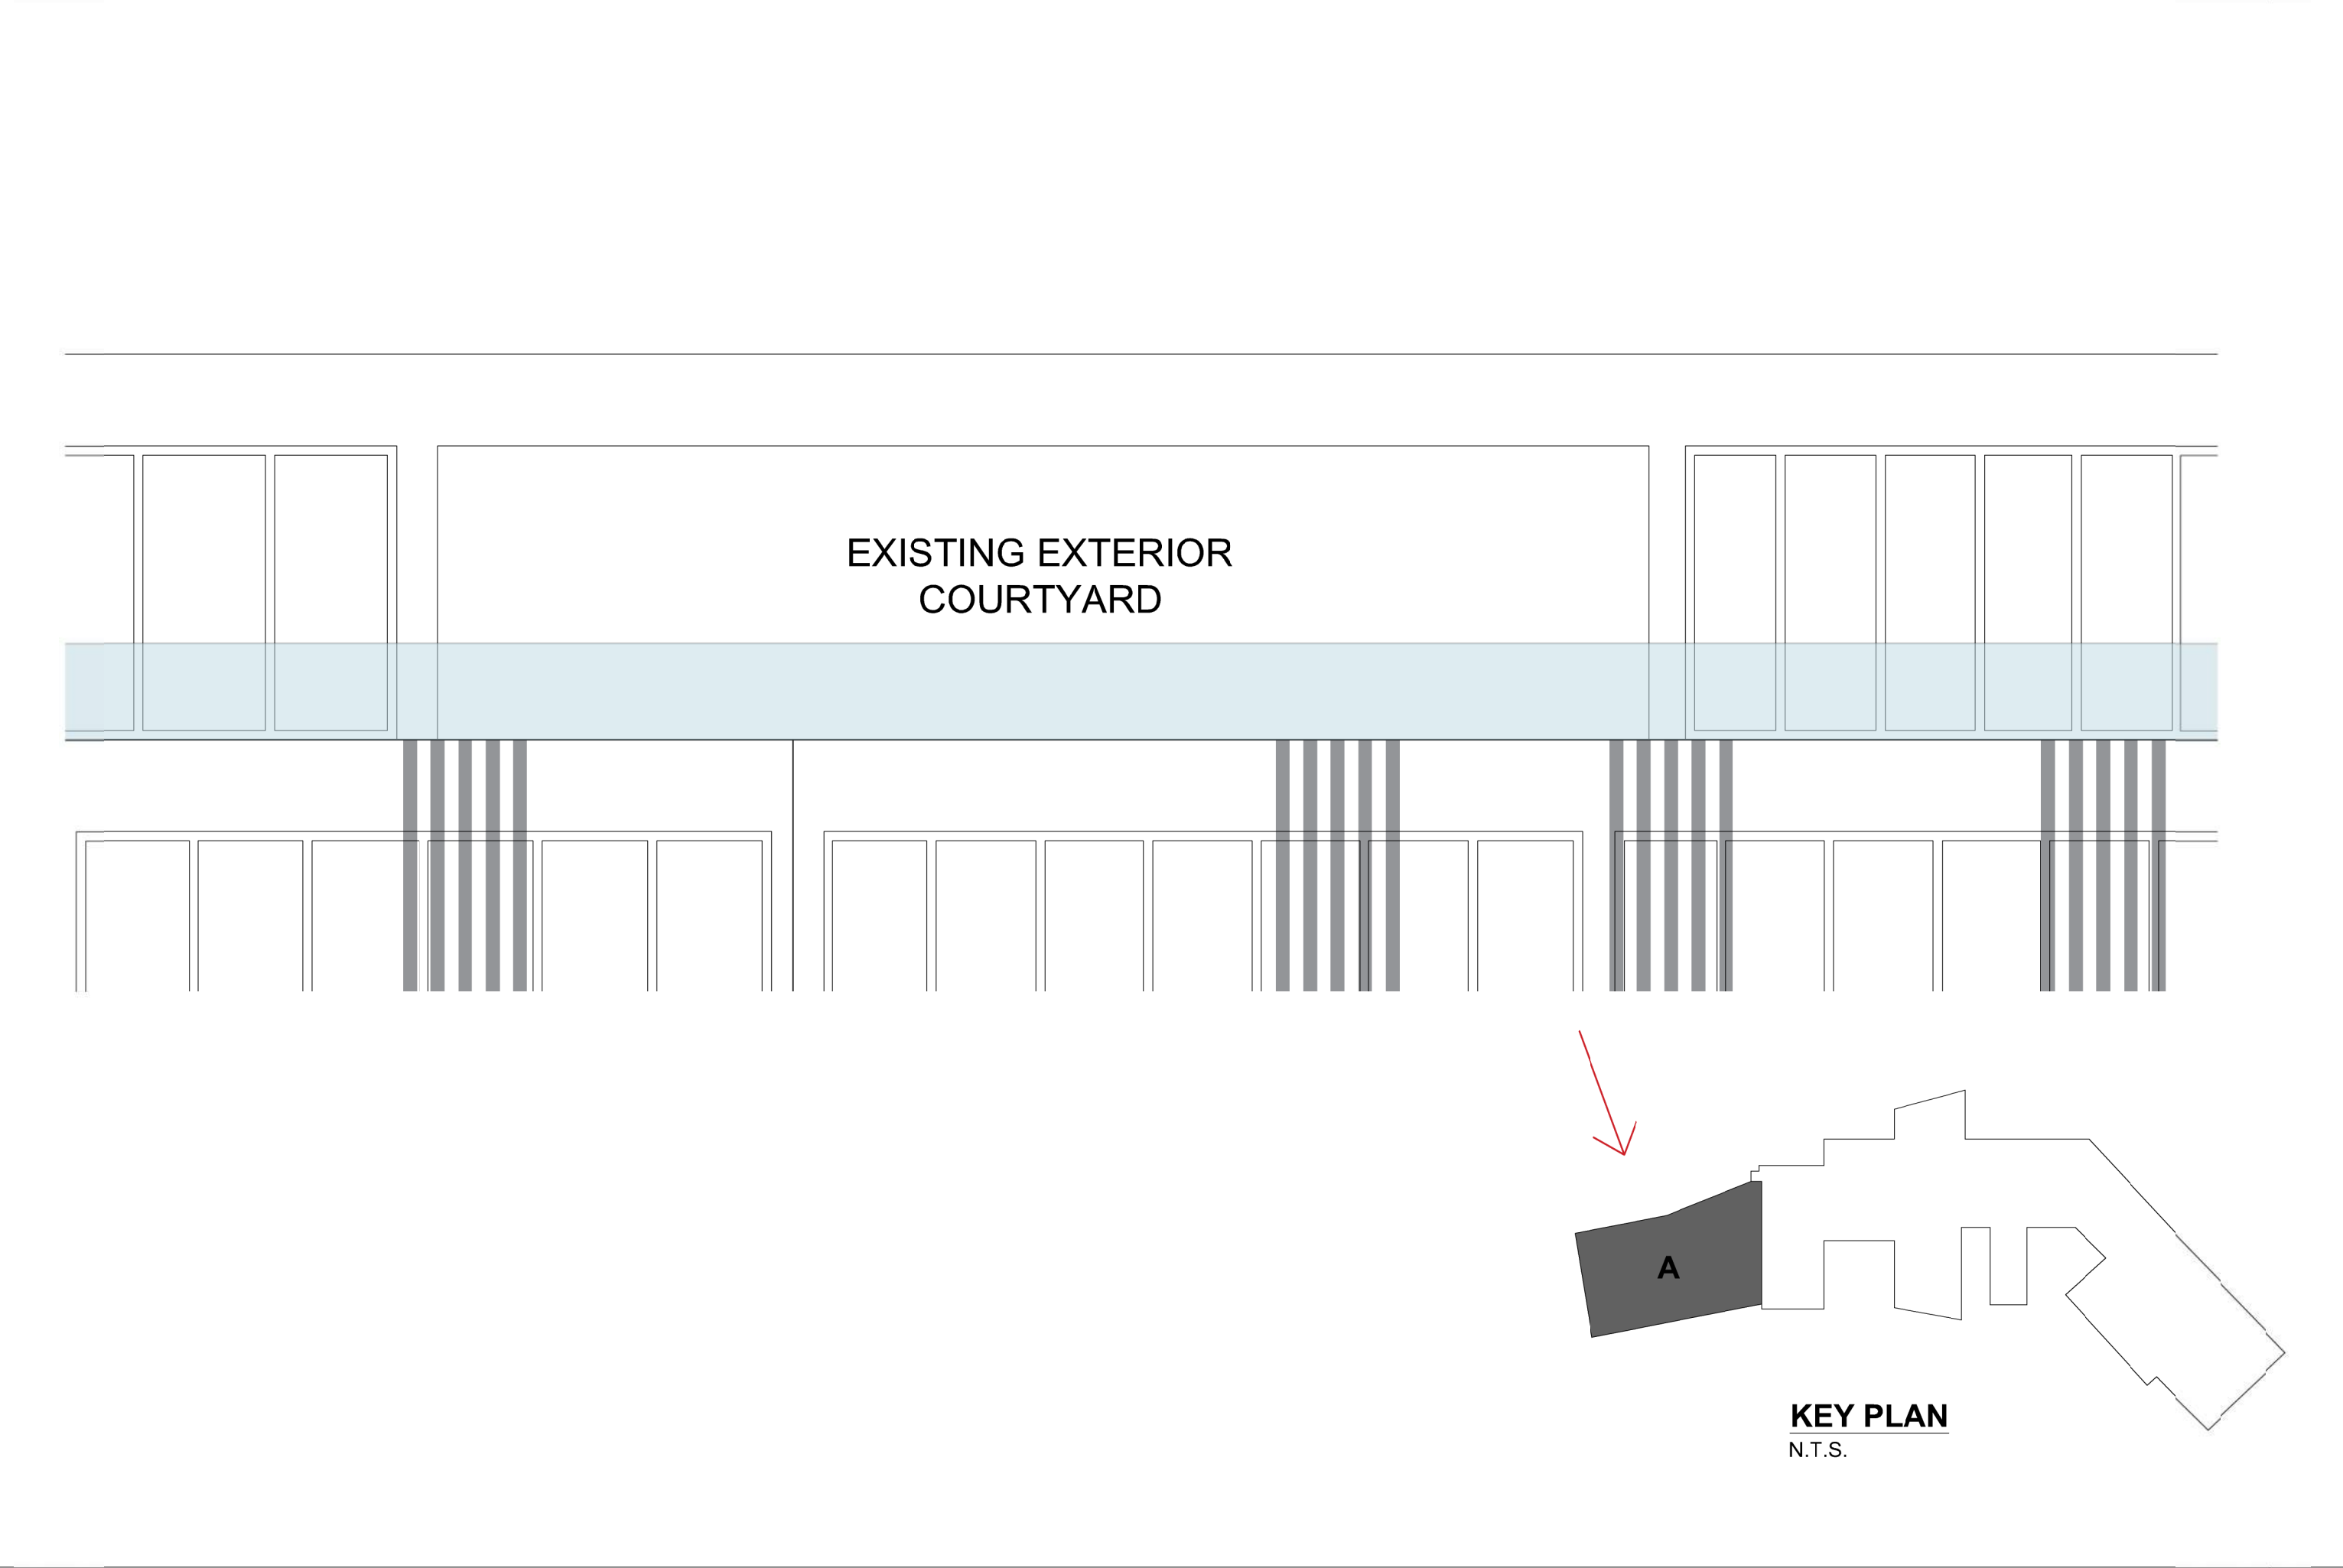 EXISTING EXTERIOR
COURTYARD
A
KEY PLAN
N.T.S.